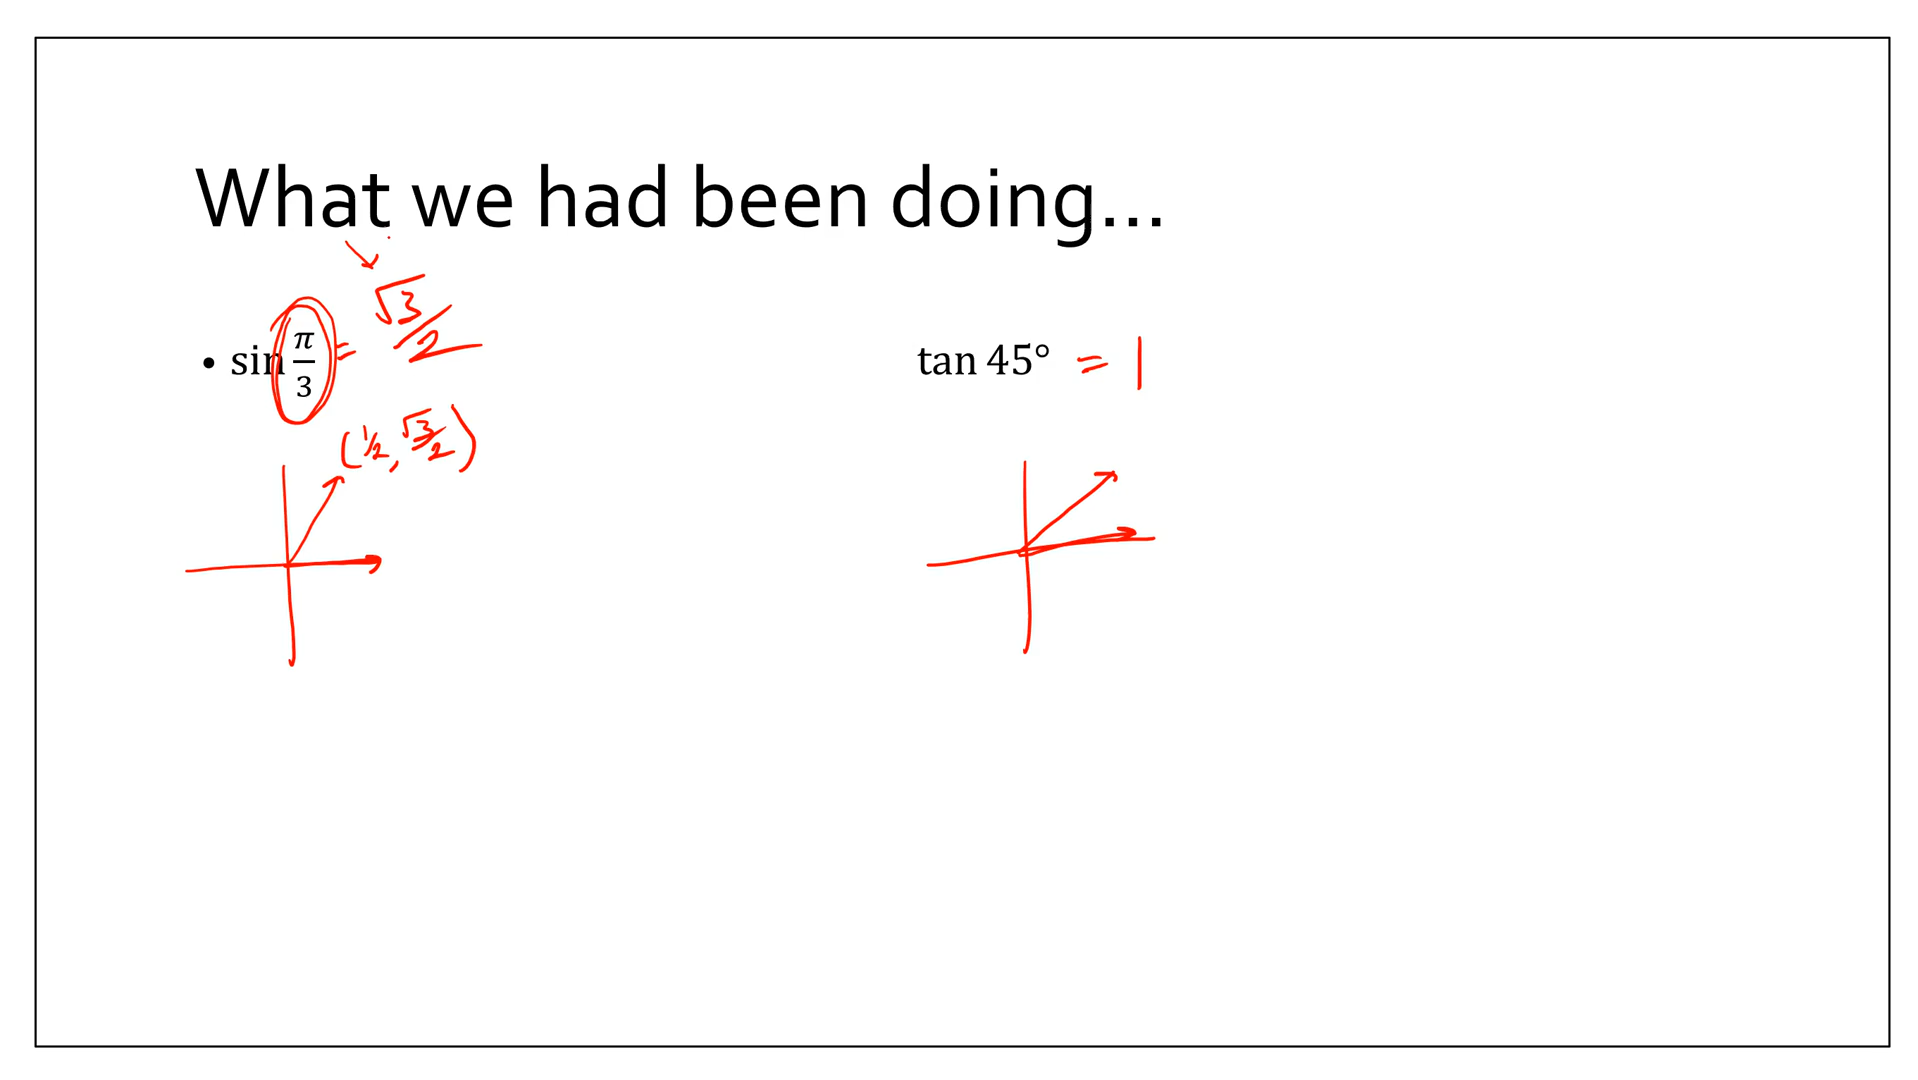 What we had been doing...
• sin π/3 = √3/2
tan 45° = 1
(1/2, √3/2)